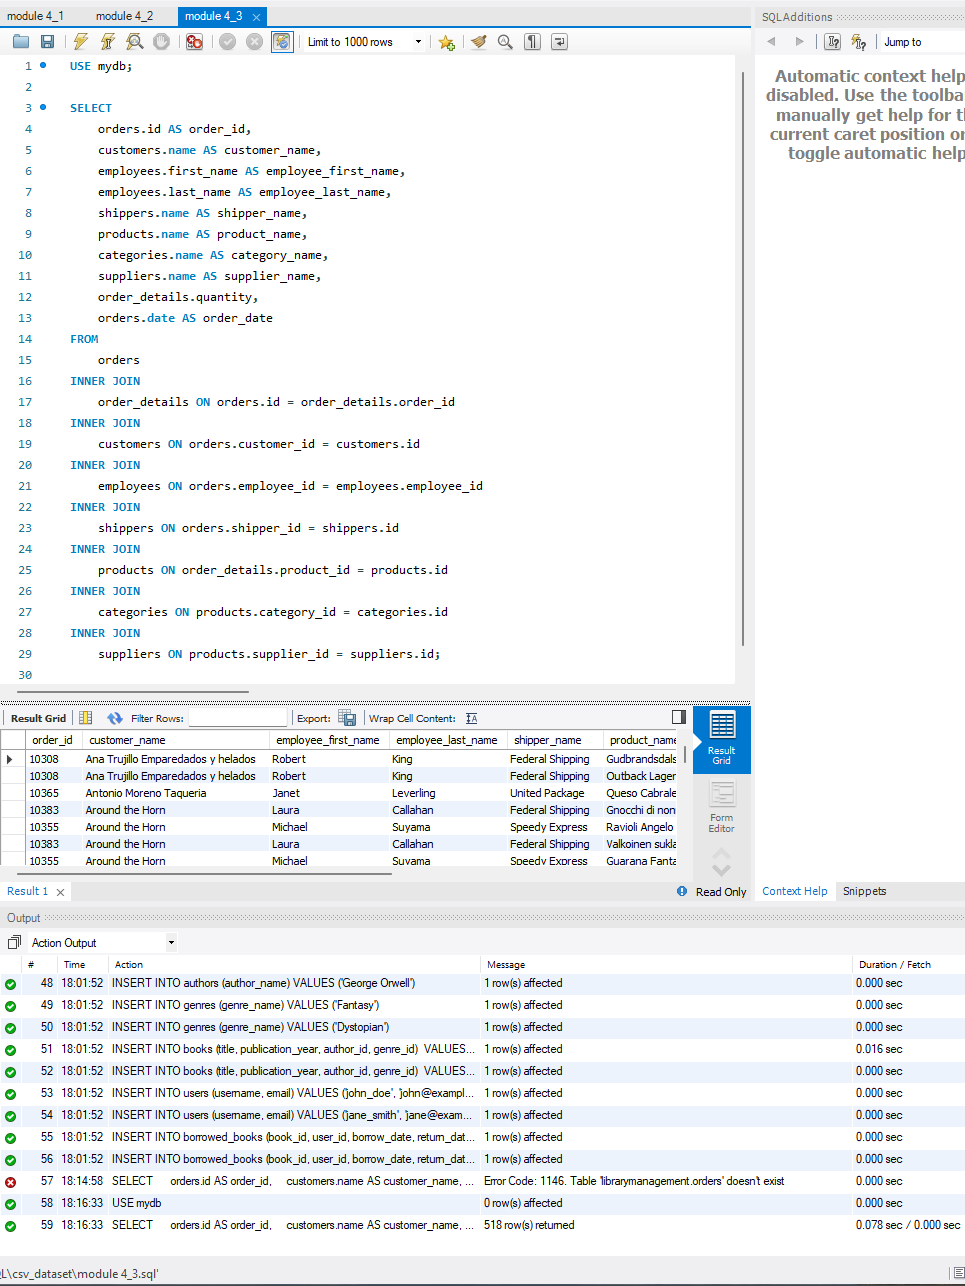 module 4_1 module 4_2 module 4_3
SQLAdditions
Limit to 1000 rows
Jump to
1 USE mydb;
2
3 SELECT
4 orders.id AS order_id,
5 customers.name AS customer_name,
6 employees.first_name AS employee_first_name,
7 employees.last_name AS employee_last_name,
8 shippers.name AS shipper_name,
9 products.name AS product_name,
10 categories.name AS category_name,
11 suppliers.name AS supplier_name,
12 order_details.quantity,
13 orders.date AS order_date
14 FROM
15 orders
16 INNER JOIN
17 order_details ON orders.id = order_details.order_id
18 INNER JOIN
19 customers ON orders.customer_id = customers.id
20 INNER JOIN
21 employees ON orders.employee_id = employees.employee_id
22 INNER JOIN
23 shippers ON orders.shipper_id = shippers.id
24 INNER JOIN
25 products ON order_details.product_id = products.id
26 INNER JOIN
27 categories ON products.category_id = categories.id
28 INNER JOIN
29 suppliers ON products.supplier_id = suppliers.id;
30
Automatic context help
disabled. Use the toolba
manually get help for t
current caret position or
toggle automatic help
Result Grid Filter Rows: Export: Wrap Cell Content:
order_id customer_name employee_first_name employee_last_name shipper_name product_name
10308 Ana Trujillo Emparedados y helados Robert King Federal Shipping Gudbrandsdals
10308 Ana Trujillo Emparedados y helados Robert King Federal Shipping Outback Lager
10365 Antonio Moreno Taqueria Janet Leverling United Package Queso Cabrale
10383 Around the Horn Laura Callahan Federal Shipping Gnocchi di non
10355 Around the Horn Michael Suyama Speedy Express Ravioli Angelo
10383 Around the Horn Laura Callahan Federal Shipping Valkoinen sukla
10355 Around the Horn Michael Suyama Speedy Express Guarana Fanta
Result
Grid
Form
Editor
Result 1
Read Only
Context Help Snippets
Output
Action Output
# Time Action Message Duration / Fetch
48 18:01:52 INSERT INTO authors (author_name) VALUES ('George Orwell') 1 row(s) affected 0.000 sec
49 18:01:52 INSERT INTO genres (genre_name) VALUES ('Fantasy') 1 row(s) affected 0.000 sec
50 18:01:52 INSERT INTO genres (genre_name) VALUES ('Dystopian') 1 row(s) affected 0.000 sec
51 18:01:52 INSERT INTO books (title, publication_year, author_id, genre_id) VALUES... 1 row(s) affected 0.016 sec
52 18:01:52 INSERT INTO books (title, publication_year, author_id, genre_id) VALUES... 1 row(s) affected 0.000 sec
53 18:01:52 INSERT INTO users (username, email) VALUES ('john_doe', 'john@exampl... 1 row(s) affected 0.000 sec
54 18:01:52 INSERT INTO users (username, email) VALUES ('jane_smith', 'jane@exam... 1 row(s) affected 0.000 sec
55 18:01:52 INSERT INTO borrowed_books (book_id, user_id, borrow_date, return_dat... 1 row(s) affected 0.000 sec
56 18:01:52 INSERT INTO borrowed_books (book_id, user_id, borrow_date, return_dat... 1 row(s) affected 0.000 sec
57 18:14:58 SELECT orders.id AS order_id, customers.name AS customer_name, ... Error Code: 1146. Table 'librarymanagement.orders' doesn't exist 0.000 sec
58 18:16:33 USE mydb 0 row(s) affected 0.000 sec
59 18:16:33 SELECT orders.id AS order_id, customers.name AS customer_name, ... 518 row(s) returned 0.078 sec / 0.000 sec
L\csv_dataset\module 4_3.sql'